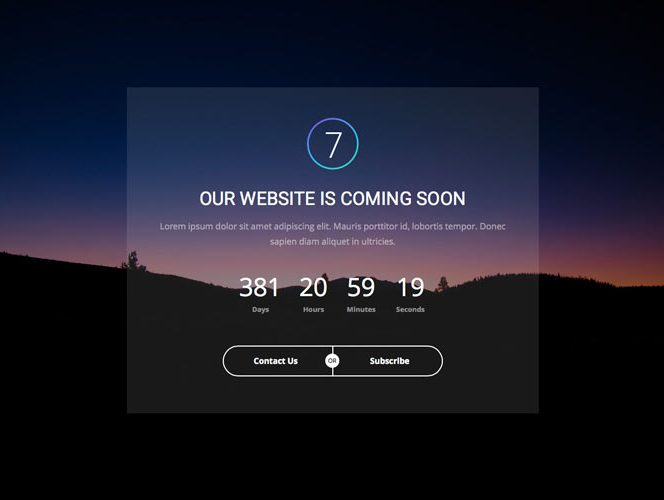 7
OUR WEBSITE IS COMING SOON
Lorem ipsum dolor sit amet adipiscing elit. Mauris porttitor id, lobortis tempor. Donec
sapien diam aliquet in ultricies.
381 20 59 19
Days Hours Minutes Seconds
Contact Us OR Subscribe